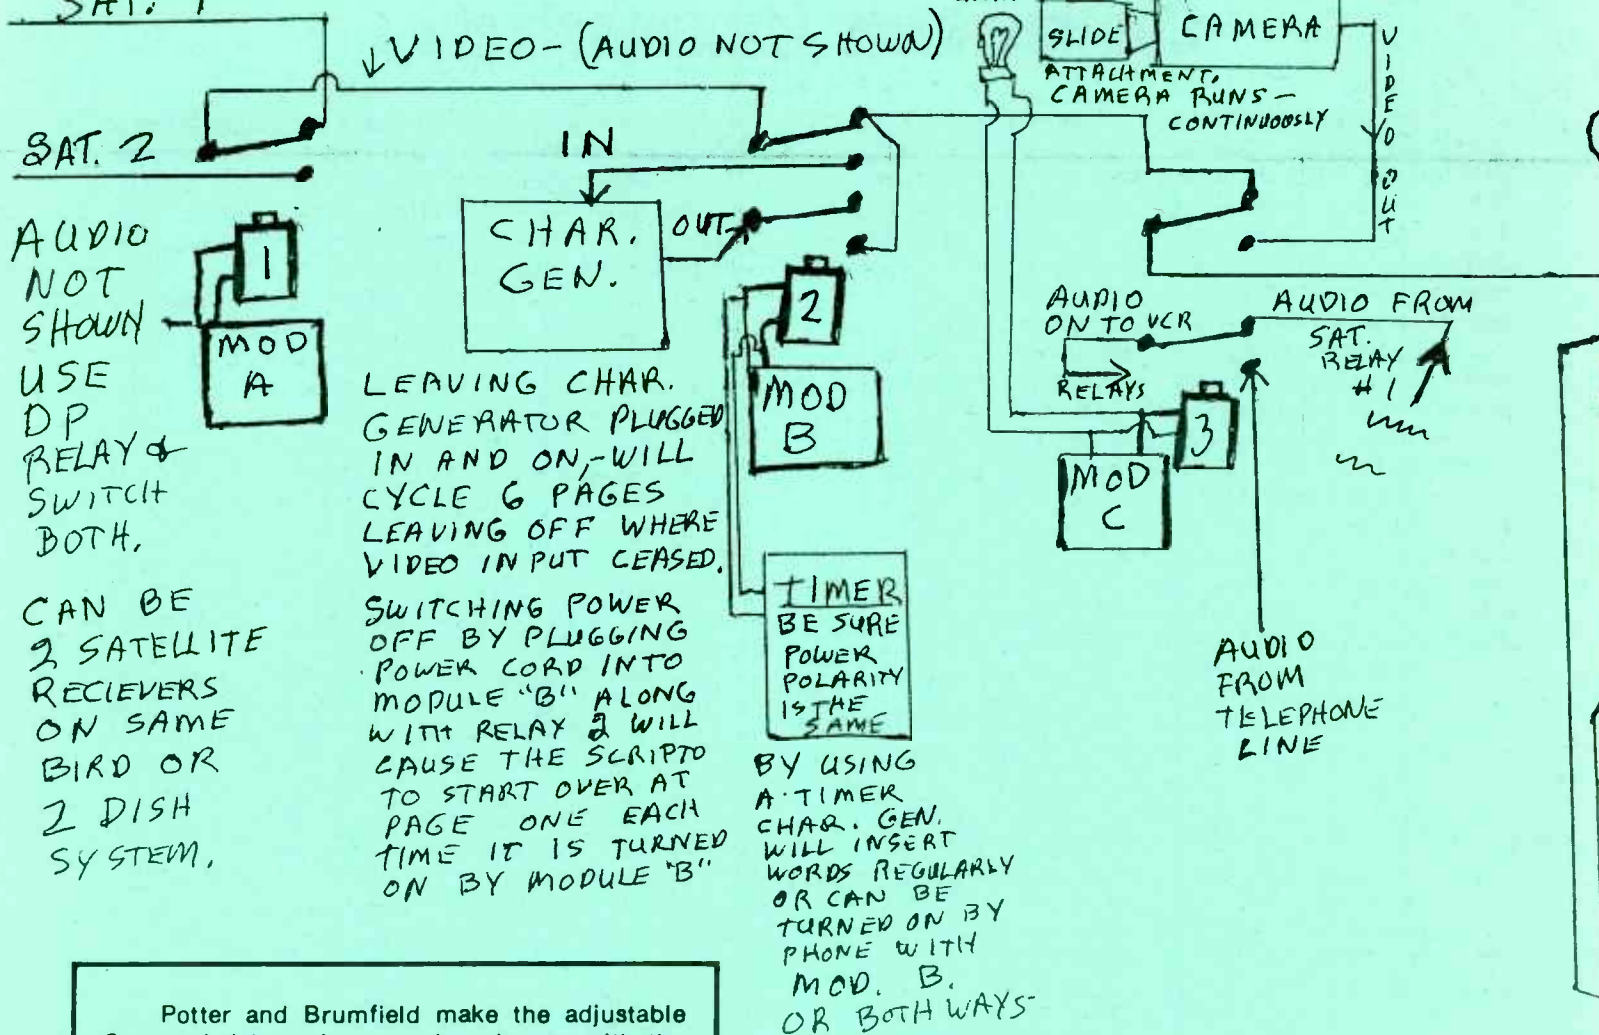 SAT. 1
↓ VIDEO - (AUDIO NOT SHOWN)
SLIDE
CAMERA
ATTACHMENT.
CAMERA RUNS -
CONTINUOUSLY
VIDEO OUT
SAT. 2
IN
CHAR.
GEN.
OUT
AUDIO
NOT
SHOWN
USE
DP
RELAY &
SWITCH
BOTH.
1
MOD
A
2
MOD
B
AUDIO
ON TO VCR
RELAYS
AUDIO FROM
SAT.
RELAY
#1
3
MOD
C
LEAVING CHAR.
GENERATOR PLUGGED
IN AND ON,-WILL
CYCLE 6 PAGES
LEAVING OFF WHERE
VIDEO INPUT CEASED.
CAN BE
2 SATELLITE
RECIEVERS
ON SAME
BIRD OR
2 DISH
SYSTEM.
SWITCHING POWER
OFF BY PLUGGING
POWER CORD INTO
MODULE "B" ALONG
WITH RELAY 2 WILL
CAUSE THE SCRIPTO
TO START OVER AT
PAGE ONE EACH
TIME IT IS TURNED
ON BY MODULE "B"
TIMER
BE SURE
POWER
POLARITY
IS THE
SAME
BY USING
A TIMER
CHAR. GEN.
WILL INSERT
WORDS REGULARLY
OR CAN BE
TURNED ON BY
PHONE WITH
MOD. B.
OR BOTH WAYS
AUDIO
FROM
TELEPHONE
LINE
Potter and Brumfield make the adjustable